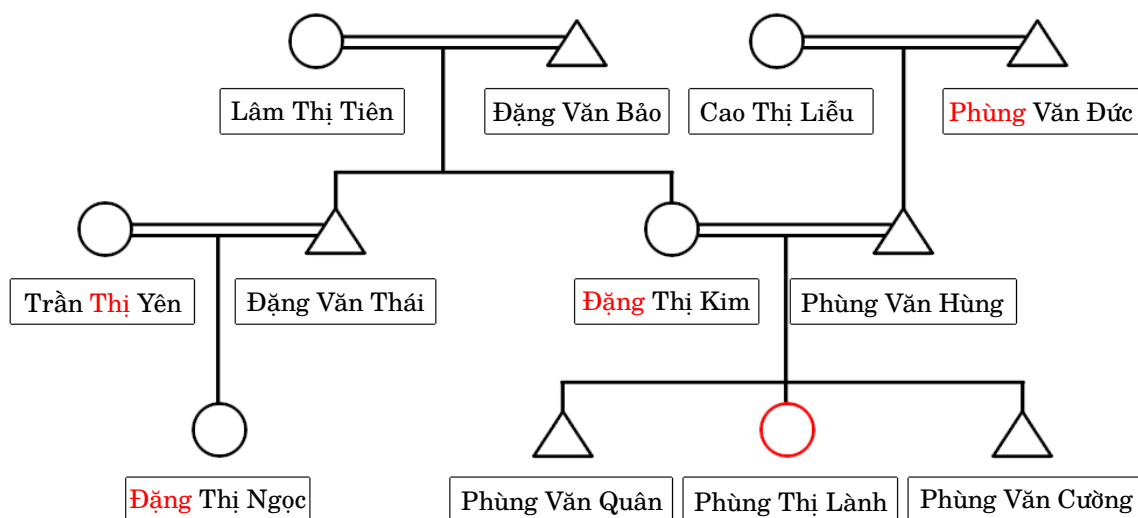 Lâm Thị Tiên
Đặng Văn Bảo
Cao Thị Liễu
Phùng Văn Đức
Trần Thị Yên
Đặng Văn Thái
Đặng Thị Kim
Phùng Văn Hùng
Đặng Thị Ngọc
Phùng Văn Quân
Phùng Thị Lành
Phùng Văn Cường